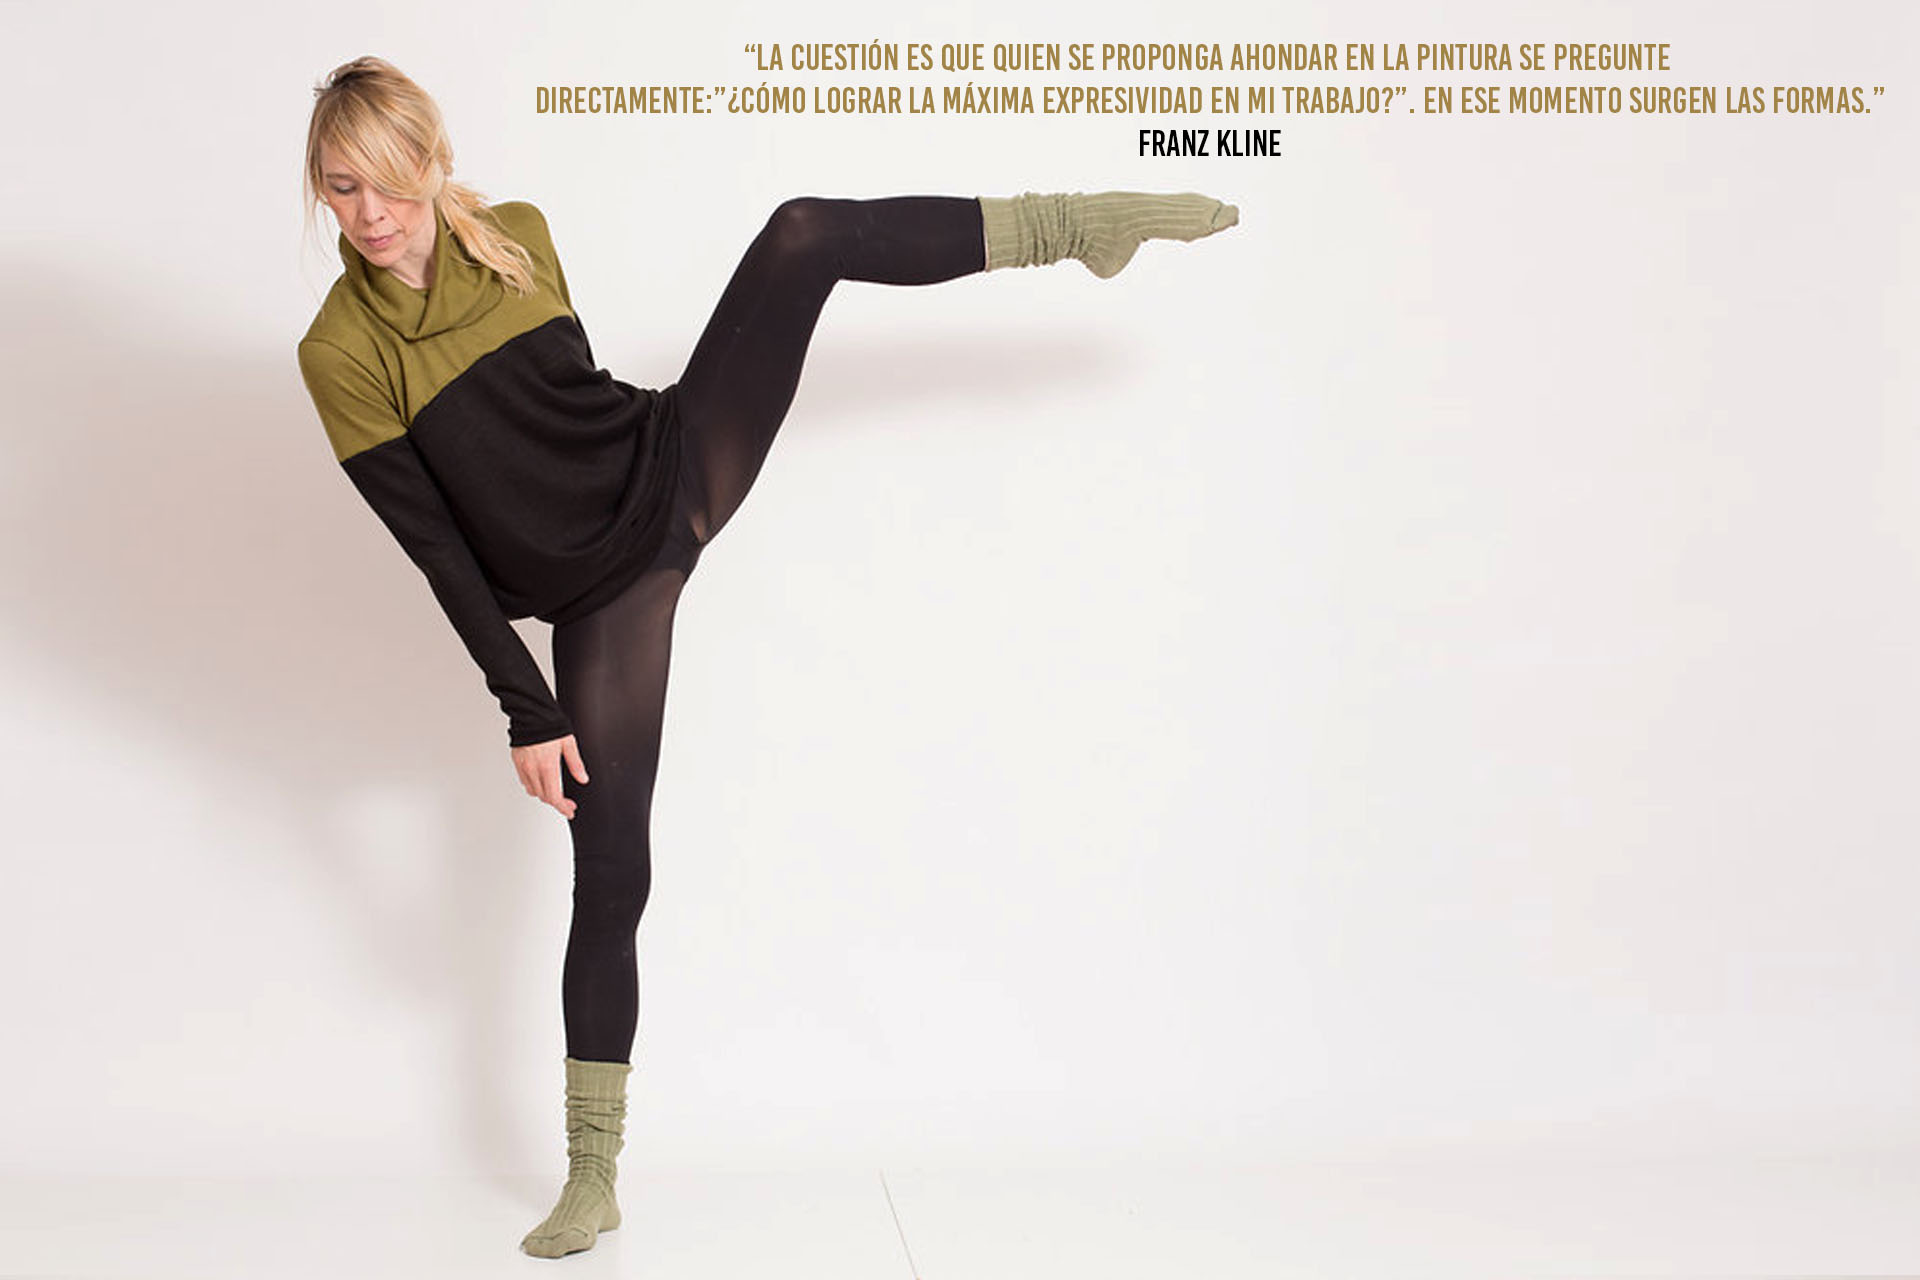 “LA CUESTIÓN ES QUE QUIEN SE PROPONGA AHONDAR EN LA PINTURA SE PREGUNTE
DIRECTAMENTE:”¿CÓMO LOGRAR LA MÁXIMA EXPRESIVIDAD EN MI TRABAJO?”. EN ESE MOMENTO SURGEN LAS FORMAS.”
FRANZ KLINE